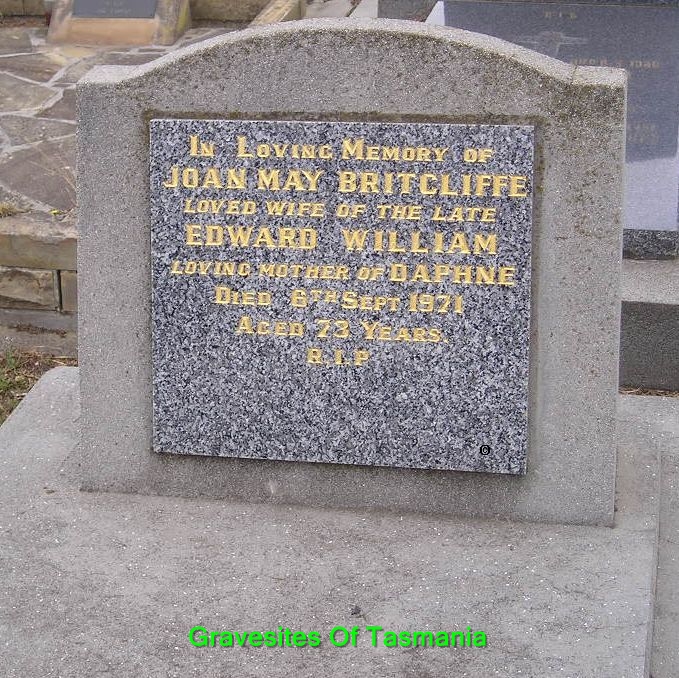 In Loving Memory of
JOAN MAY BRITCLIFFE
LOVED WIFE OF THE LATE
EDWARD WILLIAM
LOVING MOTHER OF DAPHNE
Died 6TH Sept 1971
Aged 73 Years.
R.I.P
Gravesites Of Tasmania